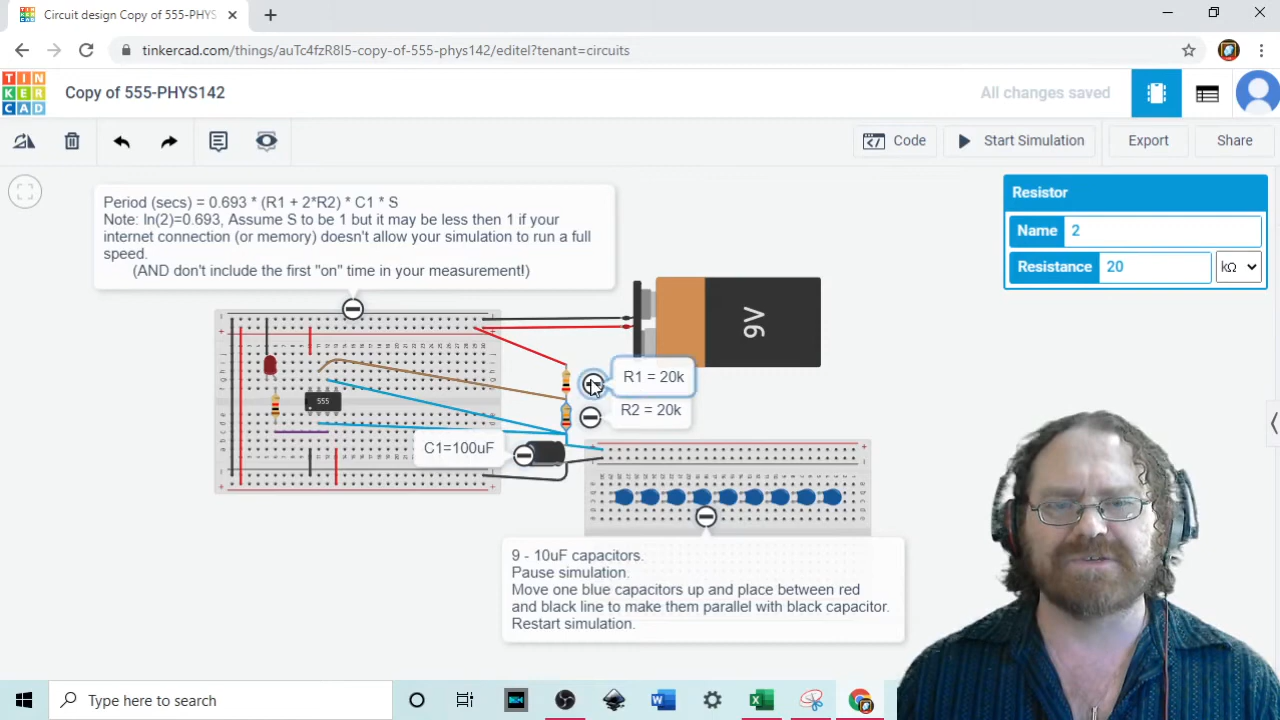 Circuit design Copy of 555-PHYS
tinkercad.com/things/auTc4fzR8I5-copy-of-555-phys142/editel?tenant=circuits
TIN
KER
CAD
Copy of 555-PHYS142
All changes saved
Code
Start Simulation
Export
Share
Period (secs) = 0.693 * (R1 + 2*R2) * C1 * S
Note: ln(2)=0.693, Assume S to be 1 but it may be less then 1 if your
internet connection (or memory) doesn't allow your simulation to run a full
speed.
(AND don't include the first "on" time in your measurement!)
Resistor
Name 2
Resistance 20 kΩ
9V
R1 = 20k
R2 = 20k
555
C1=100uF
9 - 10uF capacitors.
Pause simulation.
Move one blue capacitors up and place between red
and black line to make them parallel with black capacitor.
Restart simulation.
Type here to search